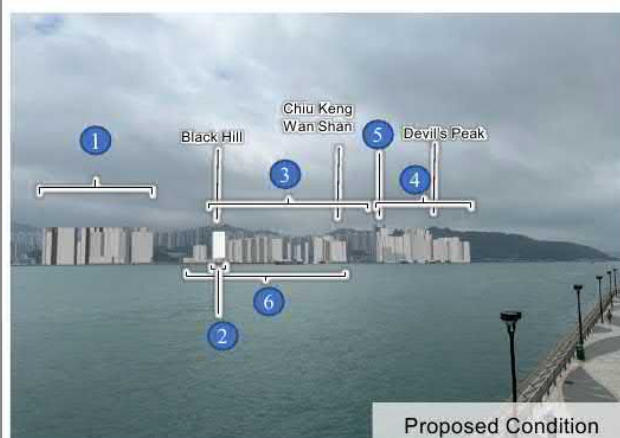 1
Chiu Keng
Wan Shan
Black Hill
5
Devil's Peak
3
4
6
2
Proposed Condition